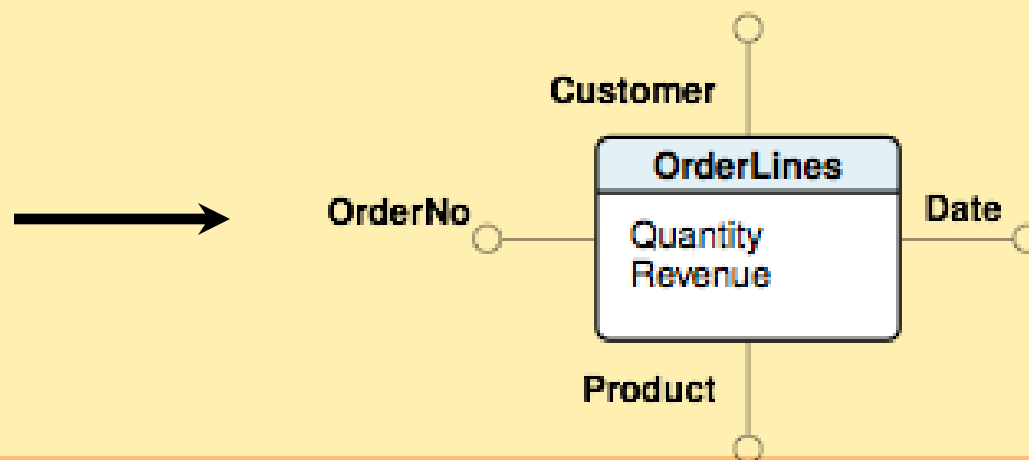 Customer
OrderLines
OrderNo
Date
Quantity
Revenue
Product